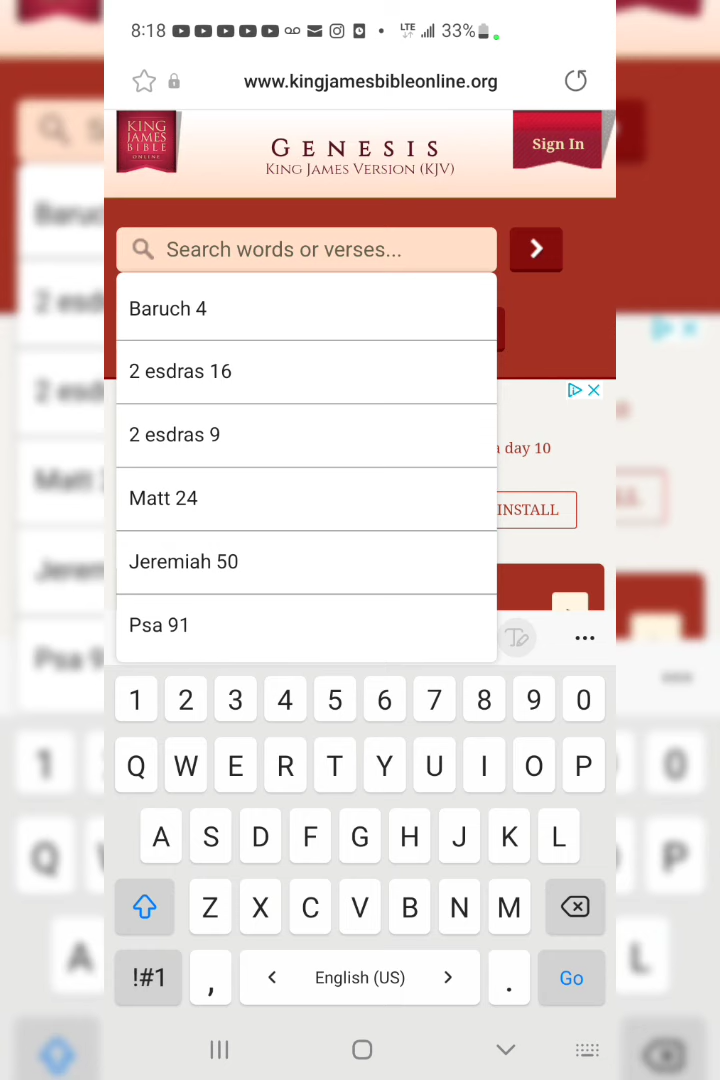 8:18
LTE
33%
www.kingjamesbibleonline.org
KING
JAMES
BIBLE
ONLINE
GENESIS
KING JAMES VERSION (KJV)
Sign In
Search words or verses...
Baruch 4
2 esdras 16
2 esdras 9
a day 10
Matt 24
INSTALL
Jeremiah 50
Psa 91
1 2 3 4 5 6 7 8 9 0
Q W E R T Y U I O P
A S D F G H J K L
Z X C V B N M
!#1 , < English (US) > . Go